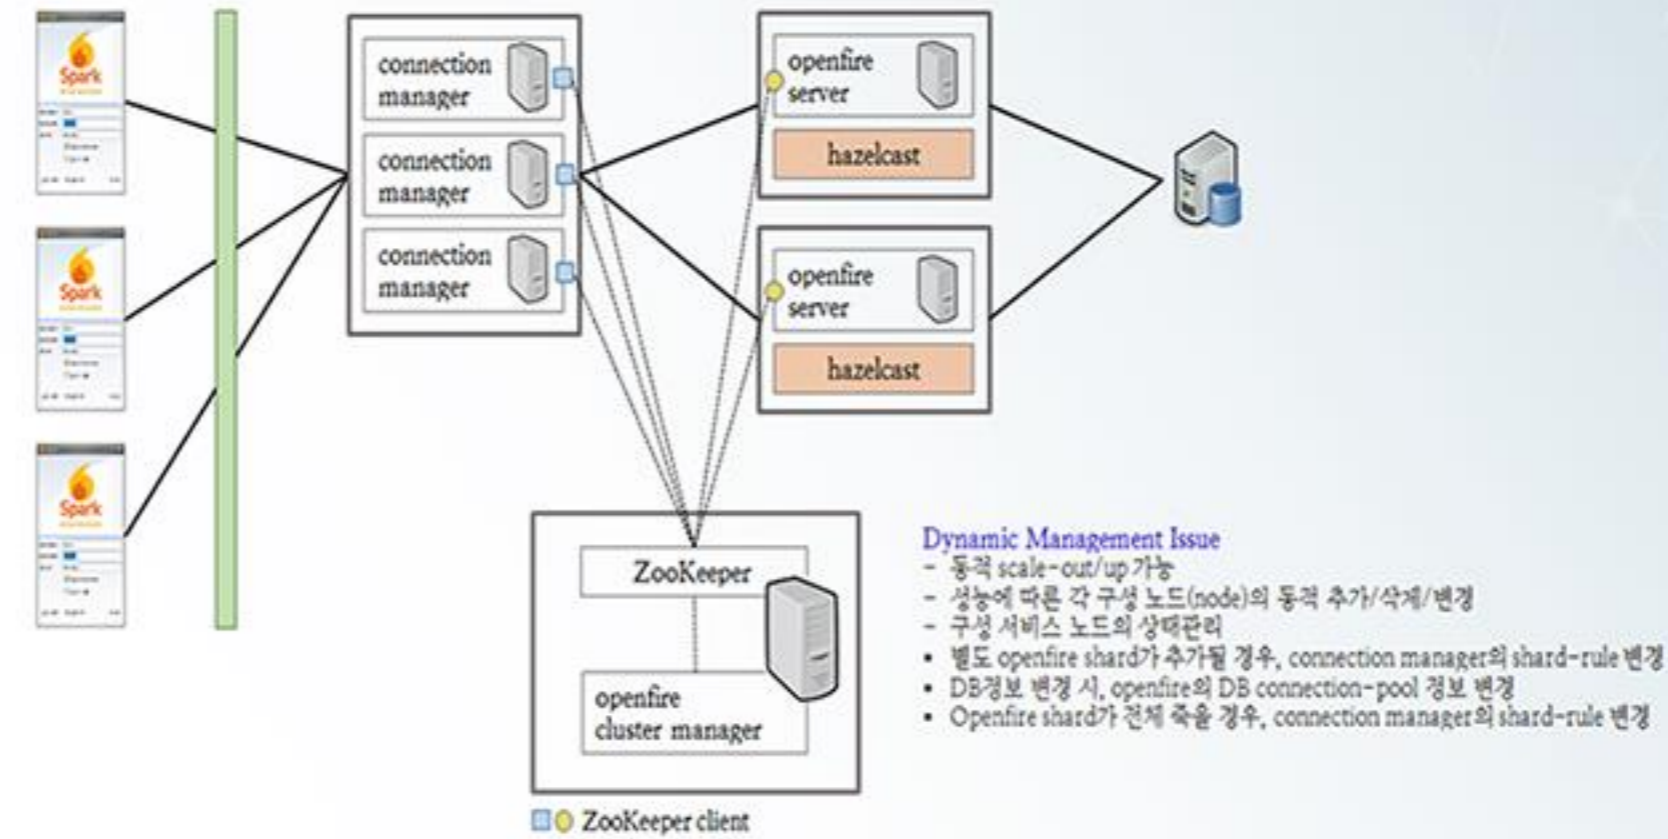 Spark
Spark
Spark
connection
manager
connection
manager
connection
manager
openfire
server
hazelcast
openfire
server
hazelcast
ZooKeeper
openfire
cluster manager
ZooKeeper client
Dynamic Management Issue
- 동적 scale-out/up 가능
- 성능에 따른 각 구성 노드(node)의 동적 추가/삭제/변경
- 구성 서비스 노드의 상태관리
▪ 별도 openfire shard가 추가될 경우, connection manager의 shard-rule 변경
▪ DB정보 변경 시, openfire의 DB connection-pool 정보 변경
▪ Openfire shard가 전체 죽을 경우, connection manager의 shard-rule 변경